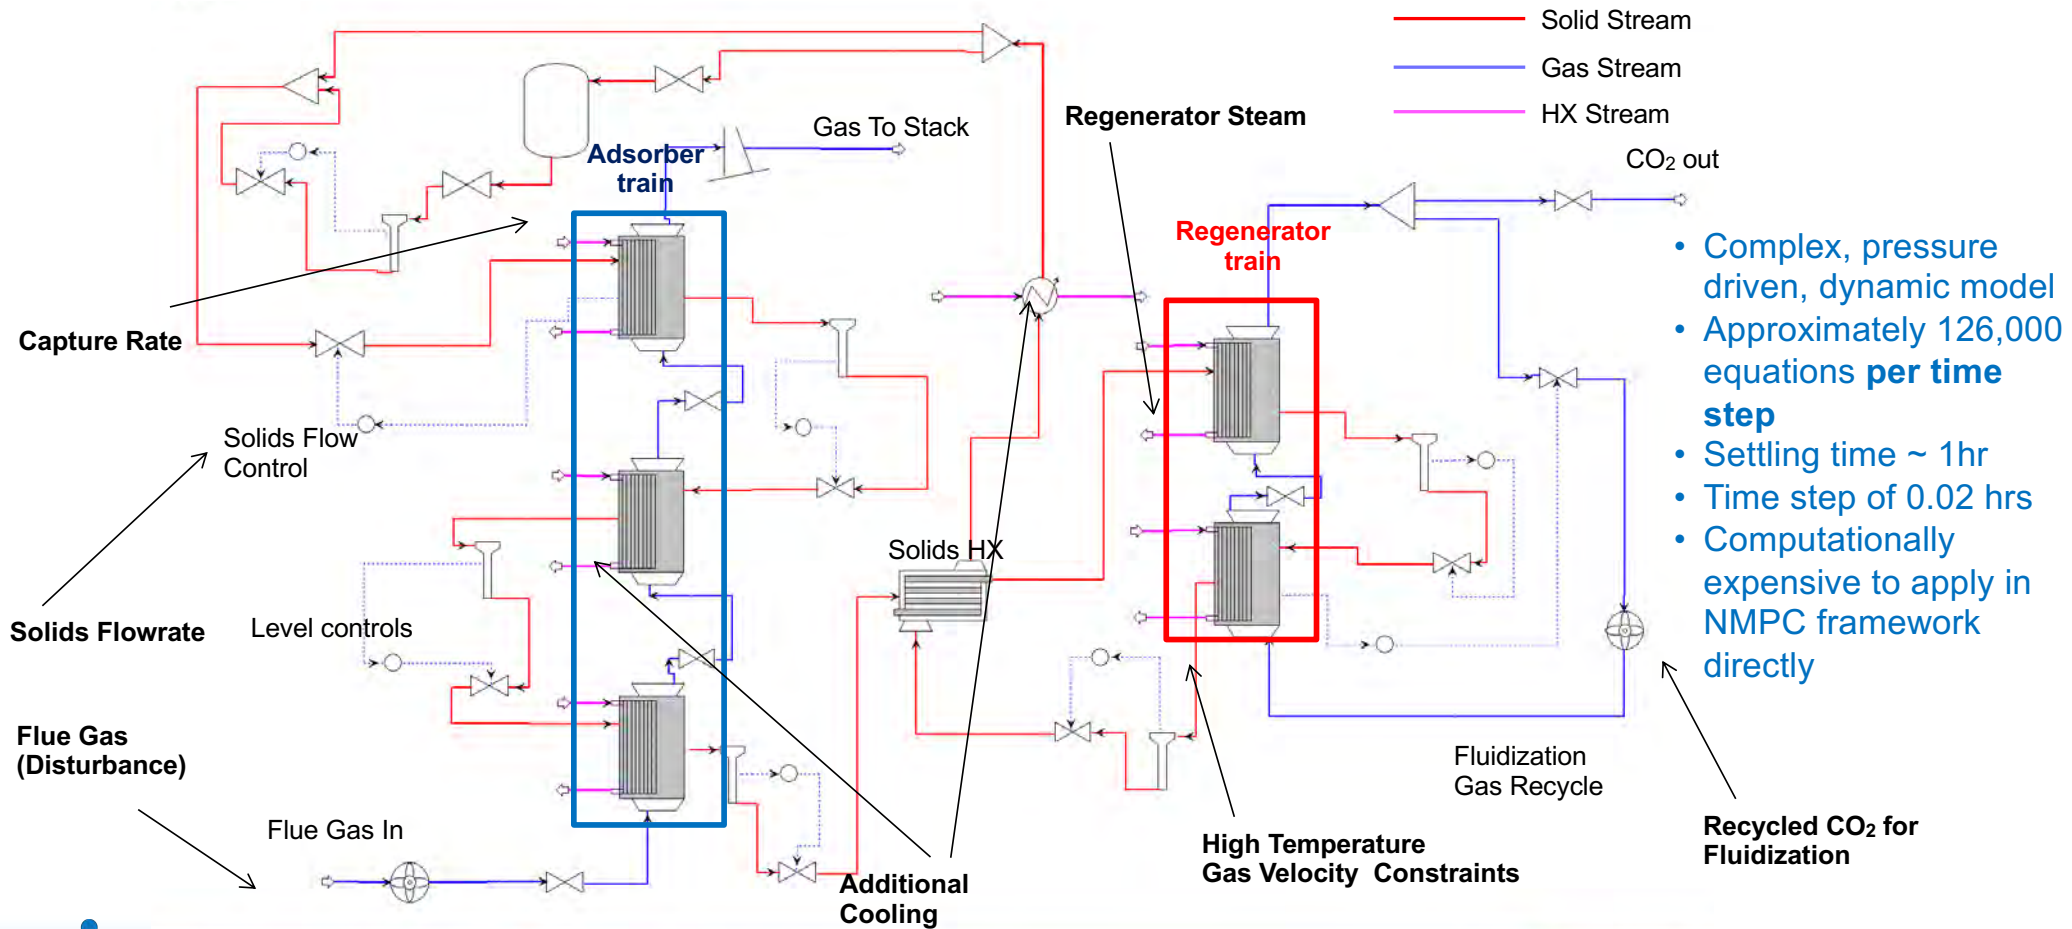 Solid Stream
Gas Stream
HX Stream
Regenerator Steam
Gas To Stack
CO2 out
Adsorber
train
Regenerator
train
Capture Rate
Solids Flow
Control
Solids HX
Solids Flowrate
Level controls
Flue Gas
(Disturbance)
Flue Gas In
Additional
Cooling
High Temperature
Gas Velocity Constraints
Fluidization
Gas Recycle
Recycled CO2 for
Fluidization
• Complex, pressure
driven, dynamic model
• Approximately 126,000
equations per time
step
• Settling time ~ 1hr
• Time step of 0.02 hrs
• Computationally
expensive to apply in
NMPC framework
directly